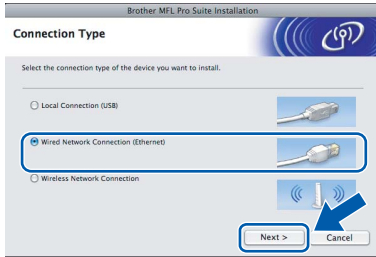 Brother MFL Pro Suite Installation
Connection Type
Select the connection type of the device you want to install.
Local Connection (USB)
Wired Network Connection (Ethernet)
Wireless Network Connection
Next >
Cancel